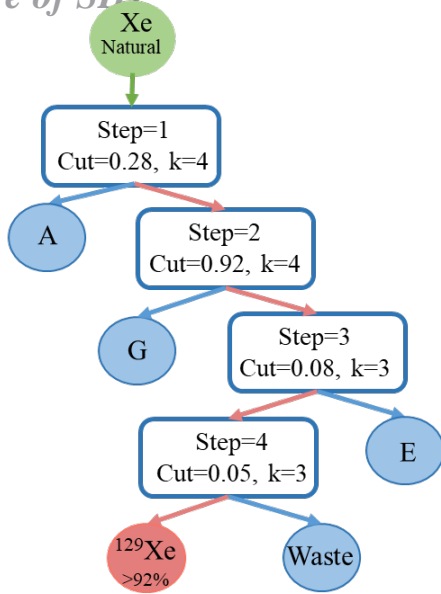 e of S
Xe
Natural
Step=1
Cut=0.28, k=4
A
Step=2
Cut=0.92, k=4
G
Step=3
Cut=0.08, k=3
E
Step=4
Cut=0.05, k=3
¹²⁹Xe
>92%
Waste